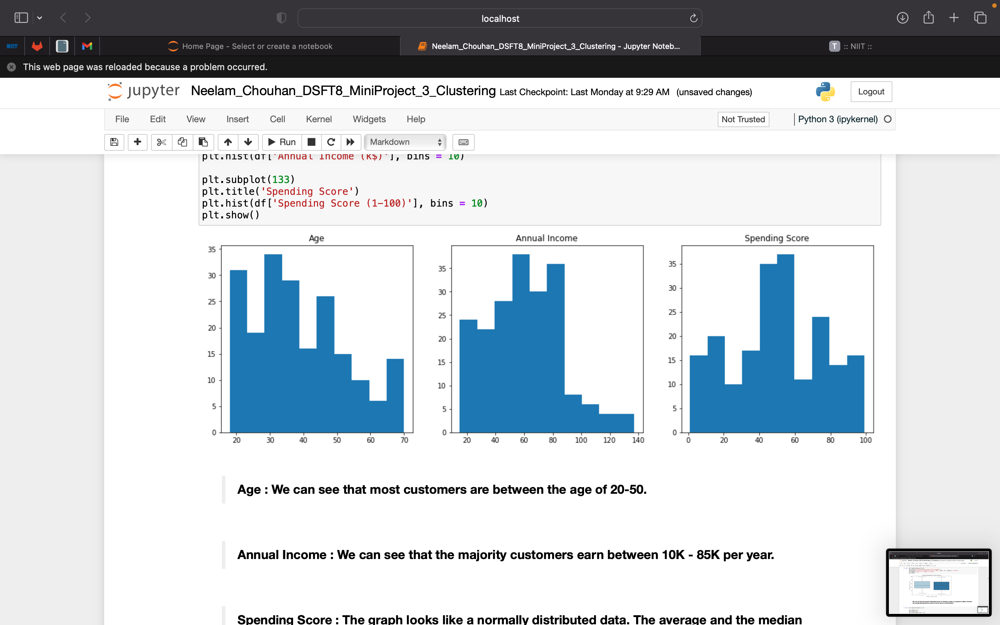 localhost
NIIT
Home Page - Select or create a notebook
Neelam_Chouhan_DSFT8_MiniProject_3_Clustering - Jupyter Noteb...
T :: NIIT ::
This web page was reloaded because a problem occurred.
jupyter Neelam_Chouhan_DSFT8_MiniProject_3_Clustering Last Checkpoint: Last Monday at 9:29 AM (unsaved changes)
Logout
File Edit View Insert Cell Kernel Widgets Help
Not Trusted
Python 3 (ipykernel)
Run
Markdown
plt.hist(df['Annual Income (k$)'], bins = 10)
plt.subplot(133)
plt.title('Spending Score')
plt.hist(df['Spending Score (1-100)'], bins = 10)
plt.show()
Age
35
30
25
20
15
10
5
0
20 30 40 50 60 70
Annual Income
35
30
25
20
15
10
5
0
20 40 60 80 100 120 140
Spending Score
35
30
25
20
15
10
5
0
0 20 40 60 80 100
Age : We can see that most customers are between the age of 20-50.
Annual Income : We can see that the majority customers earn between 10K - 85K per year.
Spending Score : The graph looks like a normally distributed data. The average and the median